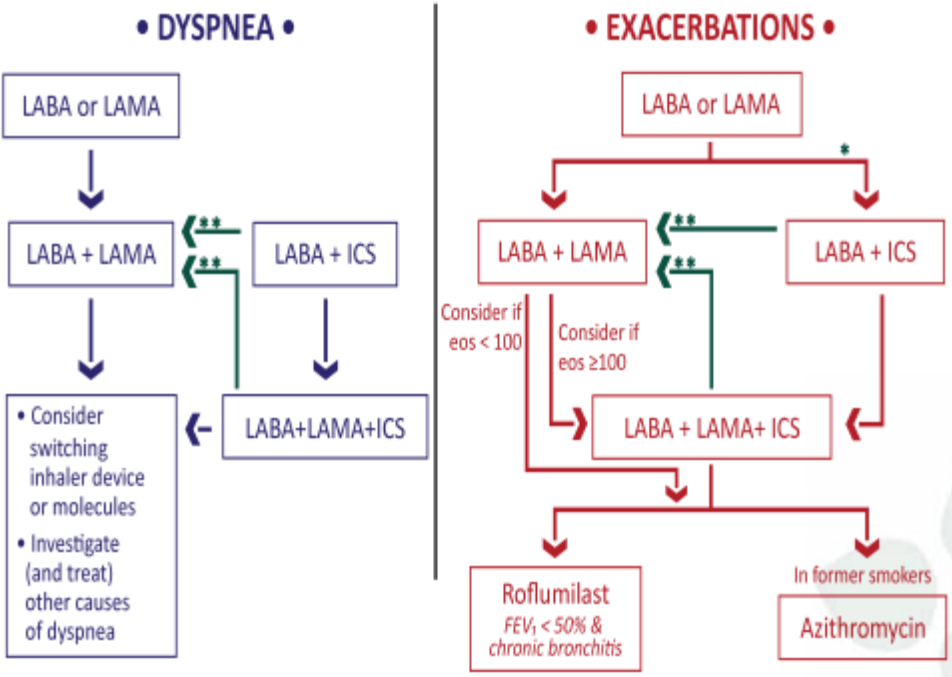 • DYSPNEA •
LABA or LAMA
**
LABA + LAMA
LABA + ICS
**
• Consider
switching
inhaler device
or molecules
• Investigate
(and treat)
other causes
of dyspnea
LABA+LAMA+ICS
• EXACERBATIONS •
LABA or LAMA
*
**
LABA + LAMA
LABA + ICS
**
Consider if
eos < 100
Consider if
eos ≥100
LABA + LAMA+ ICS
Roflumilast
FEV₁ < 50% &
chronic bronchitis
In former smokers
Azithromycin